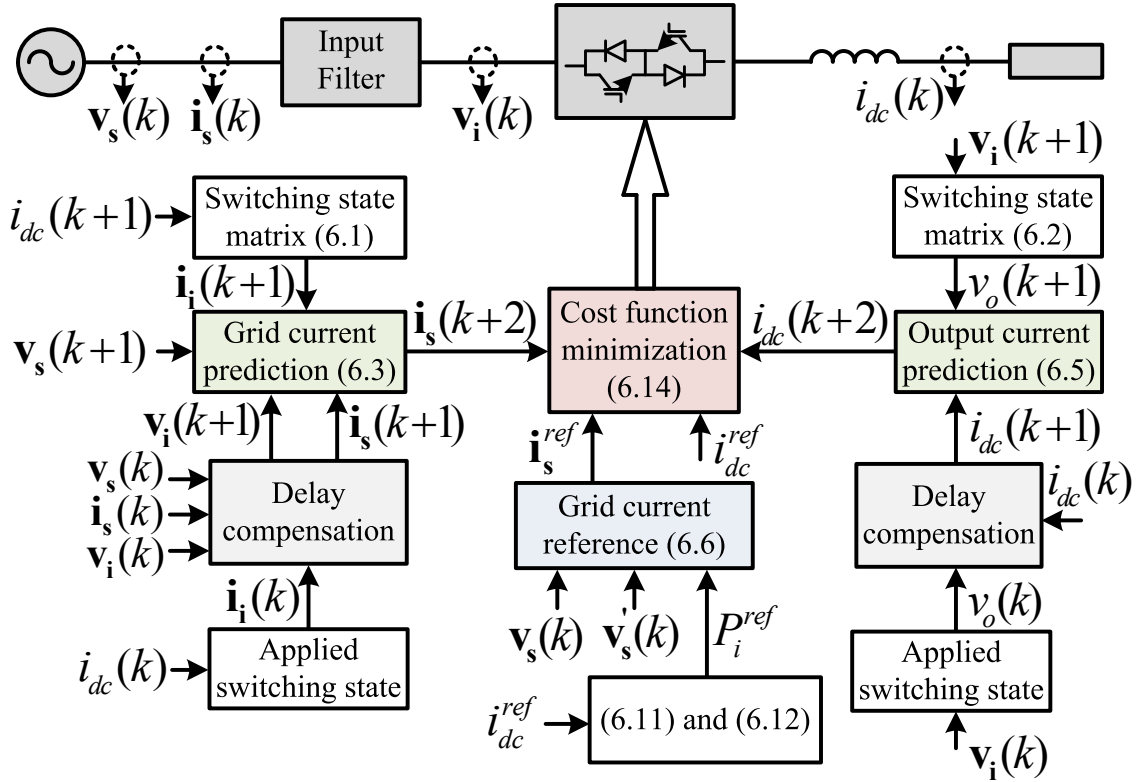 Input
Filter
v_s(k)
i_s(k)
v_i(k)
i_dc(k)
v_i(k+1)
i_dc(k+1)
Switching state
matrix (6.1)
Switching state
matrix (6.2)
i_i(k+1)
v_o(k+1)
v_s(k+1)
Grid current
prediction (6.3)
i_s(k+2)
Cost function
minimization
(6.14)
i_dc(k+2)
Output current
prediction (6.5)
v_i(k+1)
i_s(k+1)
i_s^ref
i_dc^ref
i_dc(k+1)
v_s(k)
i_s(k)
v_i(k)
Delay
compensation
Grid current
reference (6.6)
Delay
compensation
i_dc(k)
i_i(k)
v_s(k)
v_s'(k)
P_i^ref
v_o(k)
i_dc(k)
Applied
switching state
i_dc^ref
(6.11) and (6.12)
Applied
switching state
v_i(k)